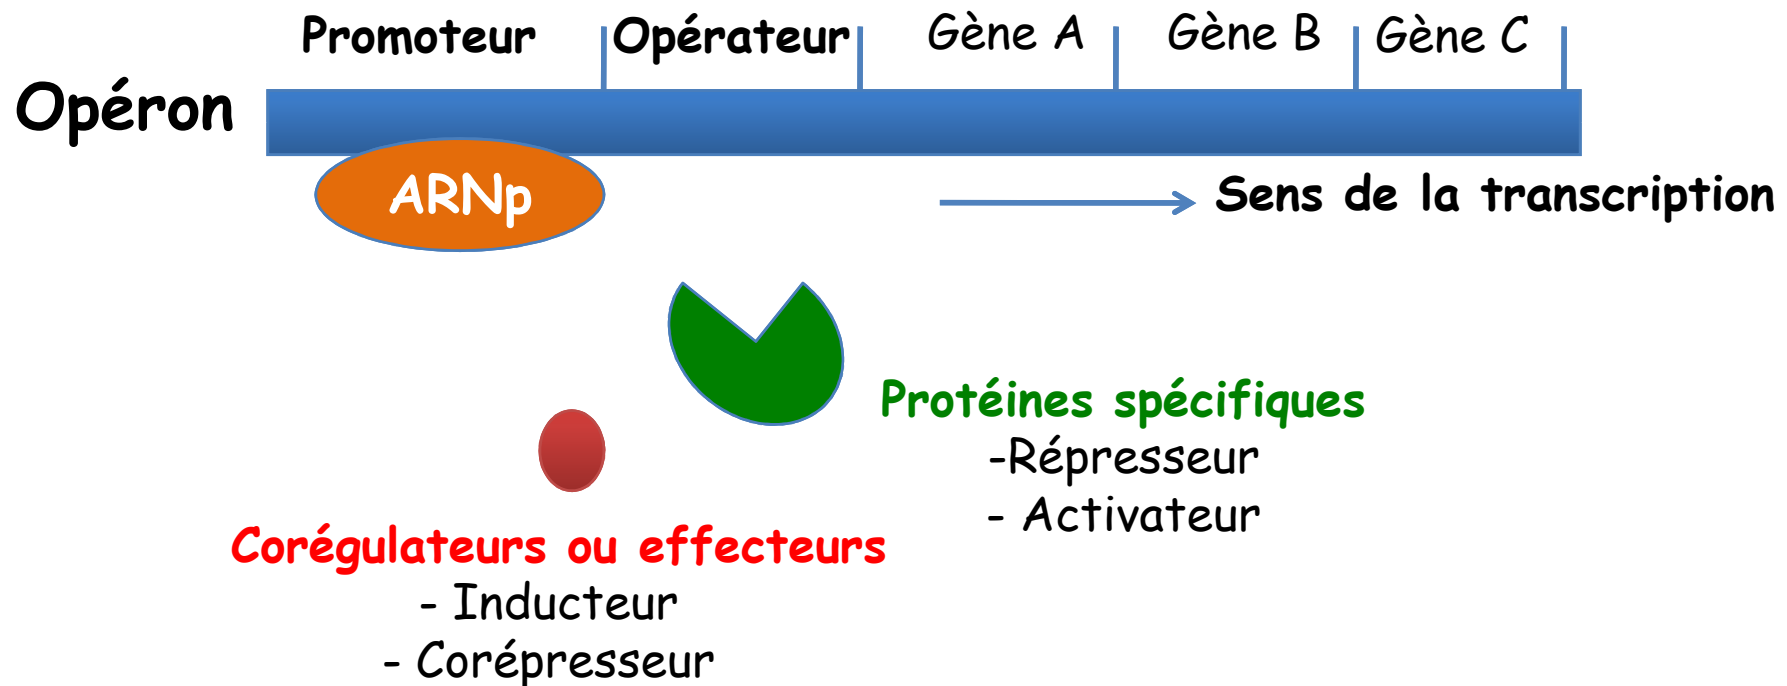 Promoteur Opérateur Gène A Gène B Gène C
Opéron
ARNp
Sens de la transcription
Protéines spécifiques
-Répresseur
- Activateur
Corégulateurs ou effecteurs
- Inducteur
- Corépresseur